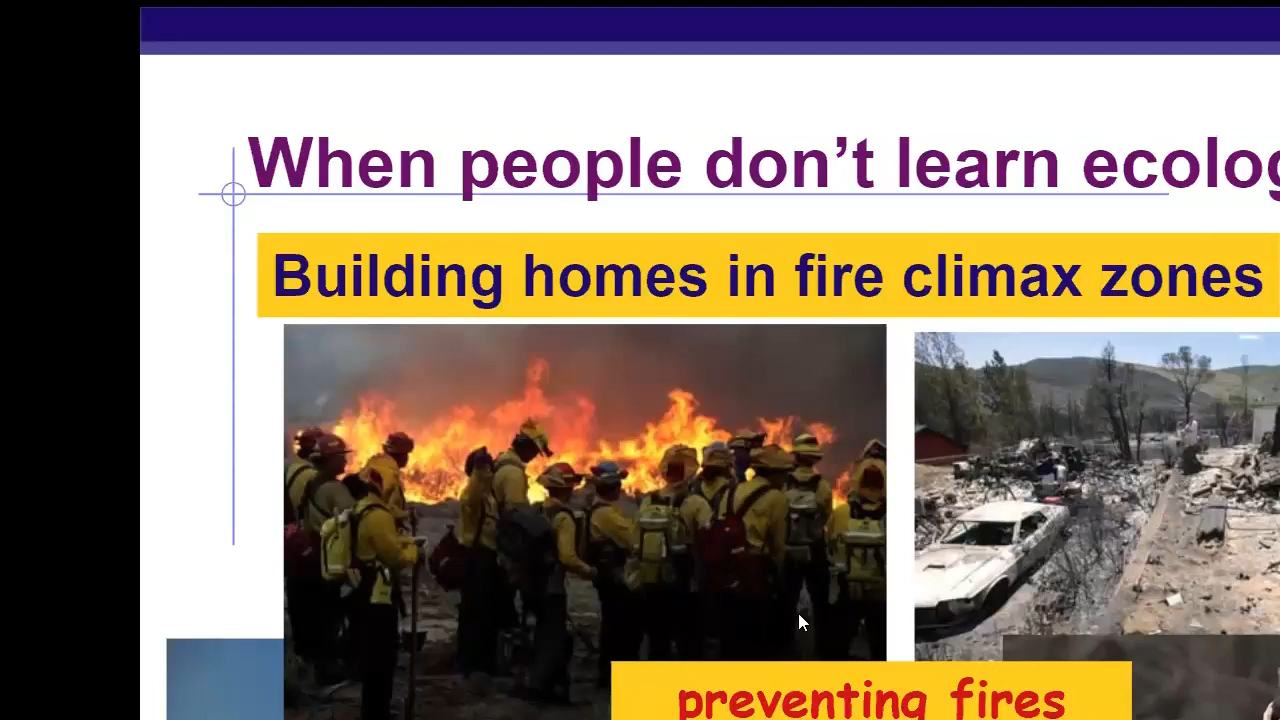 When people don’t learn ecolog
Building homes in fire climax zones
preventing fires